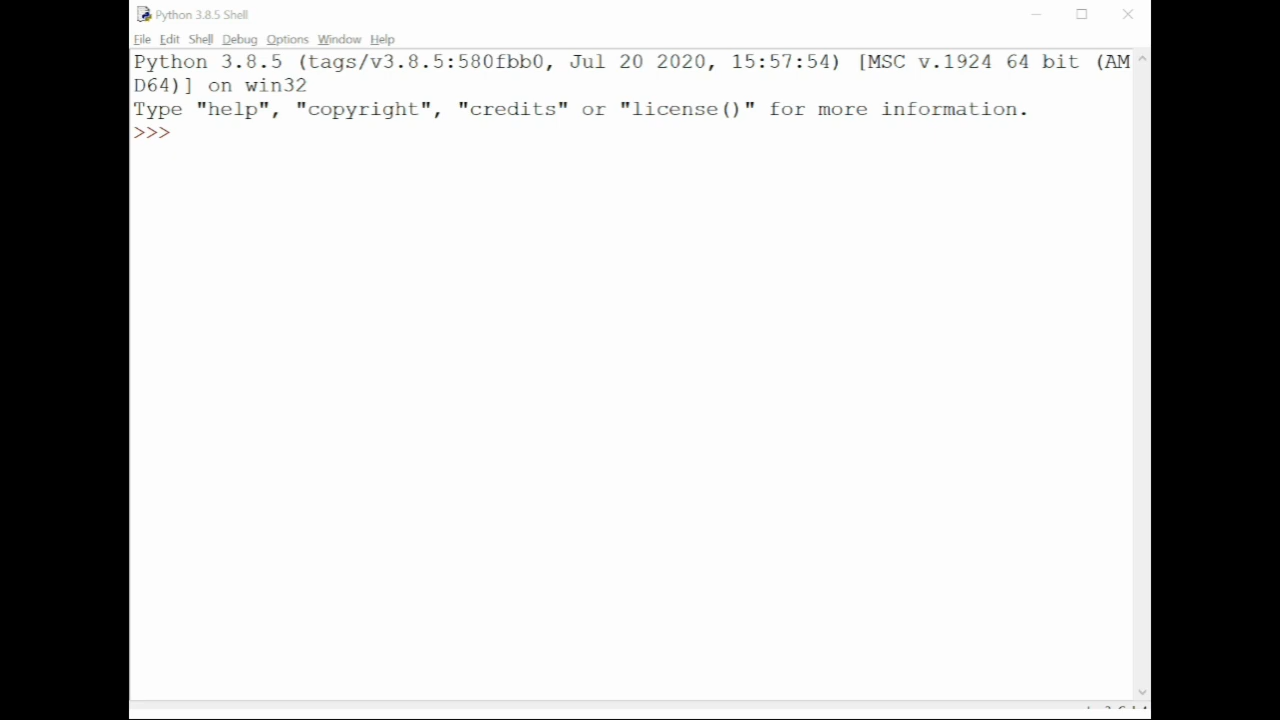 Python 3.8.5 Shell
File Edit Shell Debug Options Window Help
Python 3.8.5 (tags/v3.8.5:580fbb0, Jul 20 2020, 15:57:54) [MSC v.1924 64 bit (AM
D64)] on win32
Type "help", "copyright", "credits" or "license()" for more information.
>>>